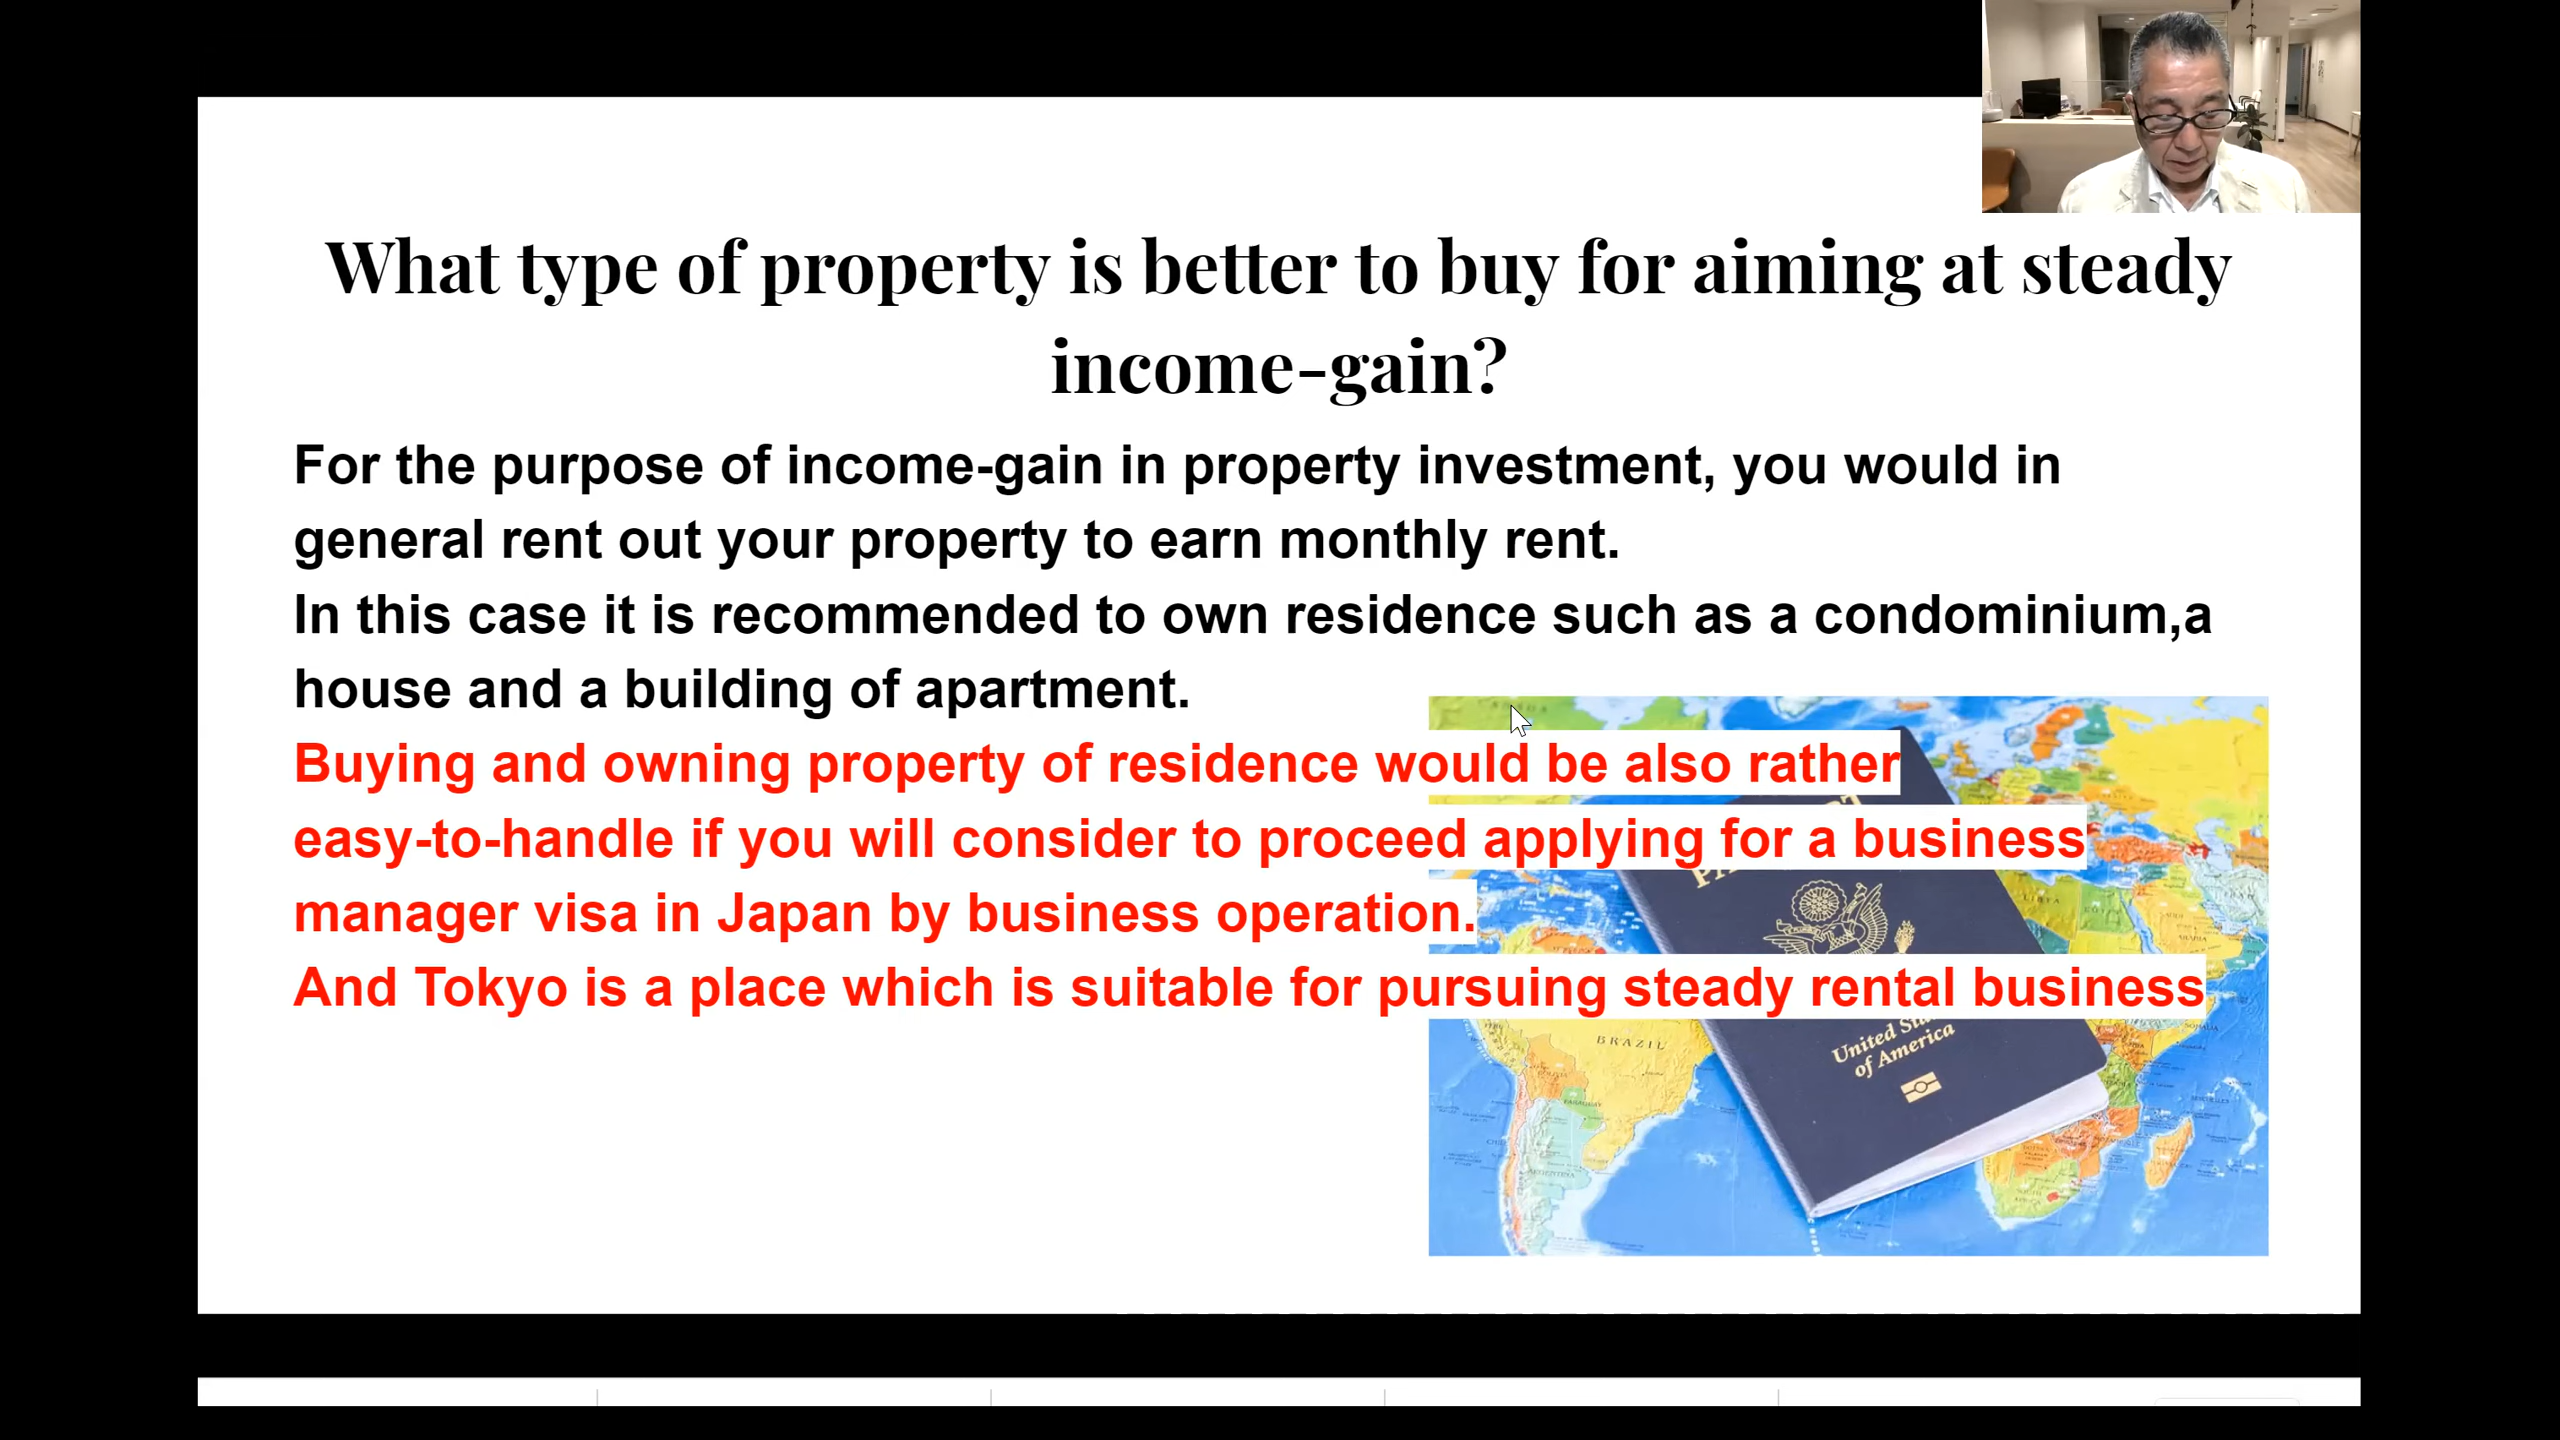 What type of property is better to buy for aiming at steady
income-gain?
For the purpose of income-gain in property investment, you would in
general rent out your property to earn monthly rent.
In this case it is recommended to own residence such as a condominium,a
house and a building of apartment.
Buying and owning property of residence would be also rather
easy-to-handle if you will consider to proceed applying for a business
manager visa in Japan by business operation.
And Tokyo is a place which is suitable for pursuing steady rental business
LIBYA
BRAZIL
of America